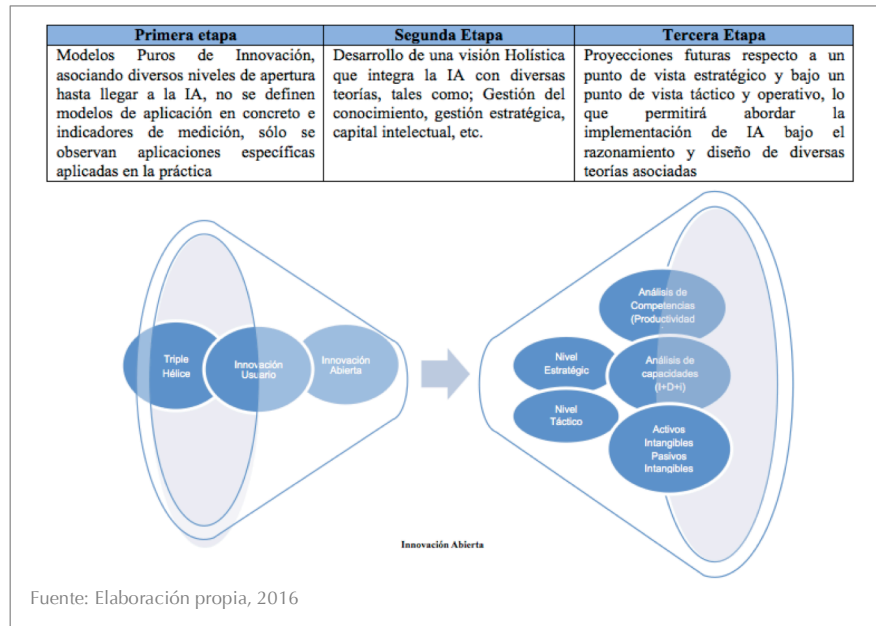 Primera etapa
Modelos Puros de Innovación,
asociando diversos niveles de apertura
hasta llegar a la IA, no se definen
modelos de aplicación en concreto e
indicadores de medición, sólo se
observan aplicaciones específicas
aplicadas en la práctica
Segunda Etapa
Desarrollo de una visión Holística
que integra la IA con diversas
teorías, tales como; Gestión del
conocimiento, gestión estratégica,
capital intelectual, etc.
Tercera Etapa
Proyecciones futuras respecto a un
punto de vista estratégico y bajo un
punto de vista táctico y operativo, lo
que permitirá abordar la
implementación de IA bajo el
razonamiento y diseño de diversas
teorías asociadas
Triple
Hélice
Innovación
Usuario
Innovación
Abierta
Nivel
Estratégic
Nivel
Táctico
Análisis de
Competencias
(Productividad
Análisis de
capacidades
(I+D+i)
Activos
Intangibles
Pasivos
Intangibles
Innovación Abierta
Fuente: Elaboración propia, 2016